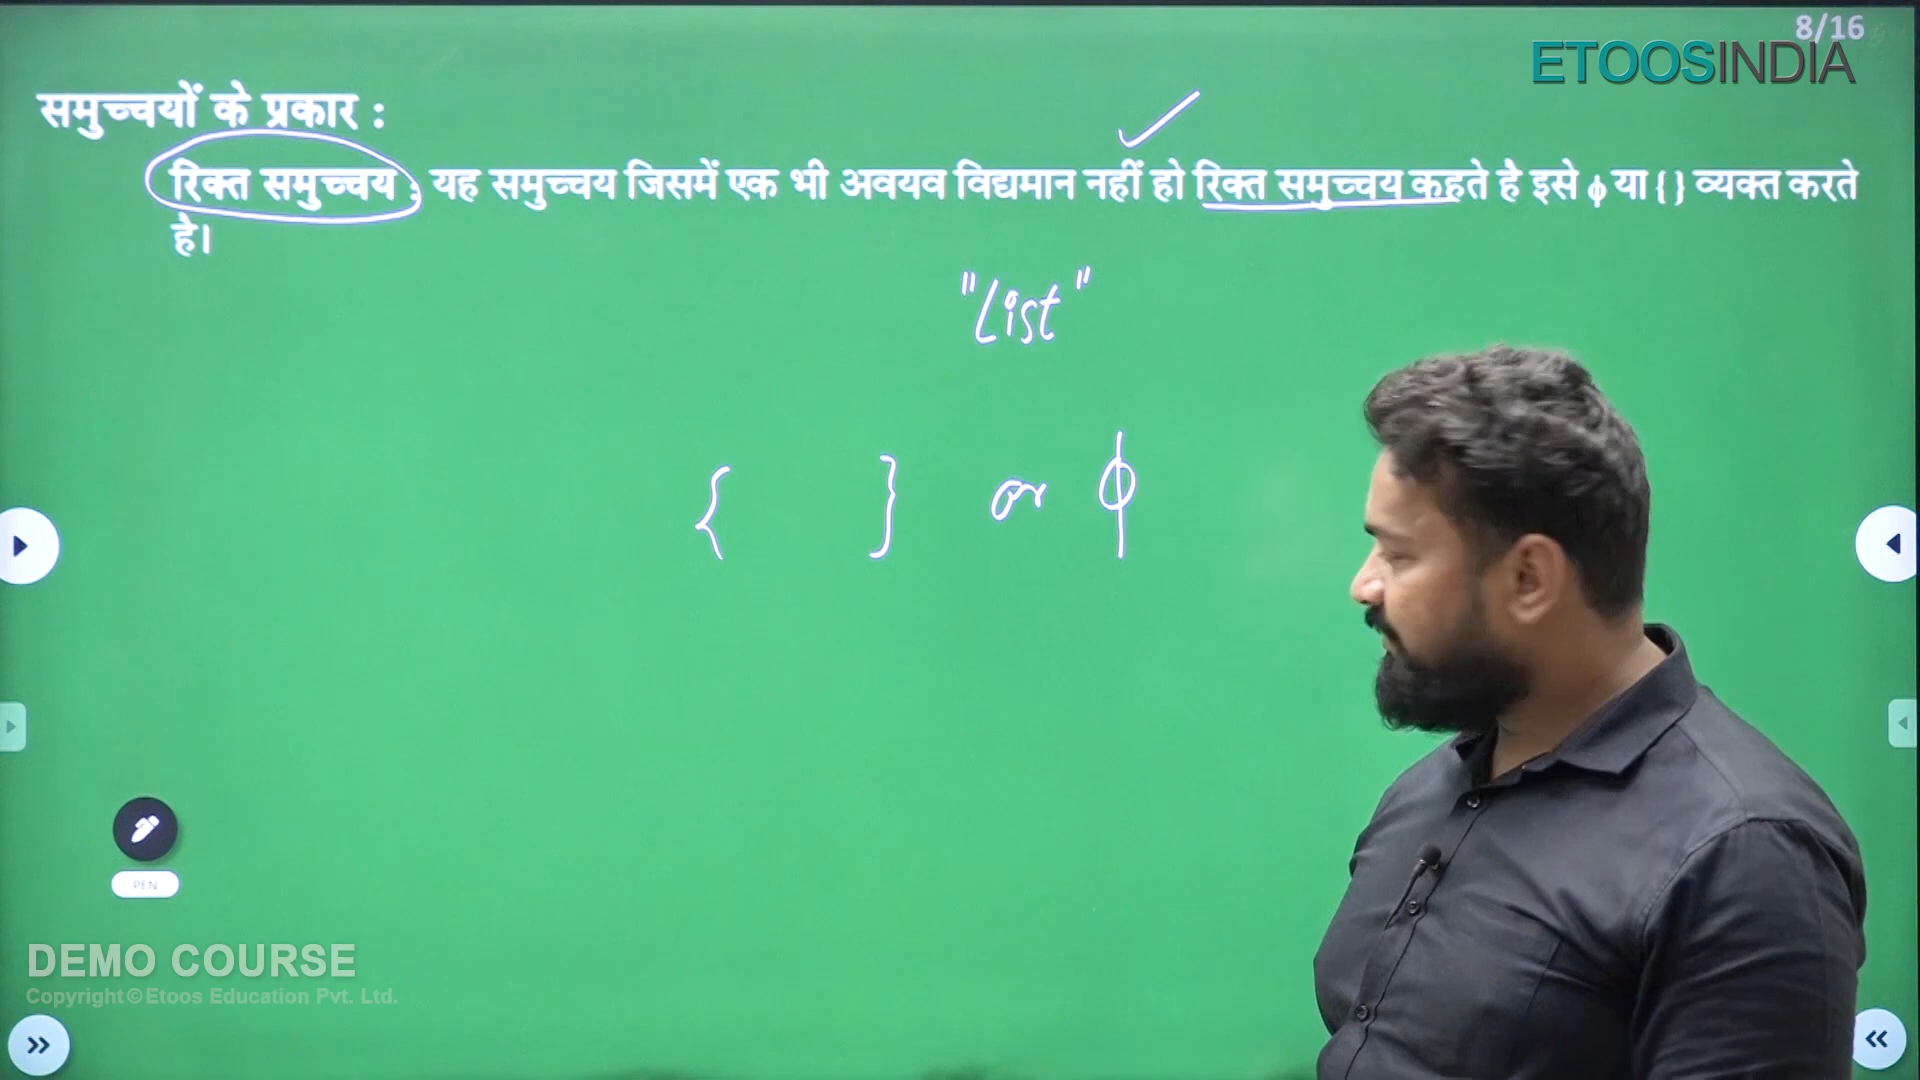 8/16
ETOOSINDIA
समुच्चयों के प्रकार :
रिक्त समुच्चय : यह समुच्चय जिसमें एक भी अवयव विद्यमान नहीं हो रिक्त समुच्चय कहते है इसे ϕ या { } व्यक्त करते
है।
"List"
{ } or ϕ
PEN
DEMO COURSE
Copyright©Etoos Education Pvt. Ltd.